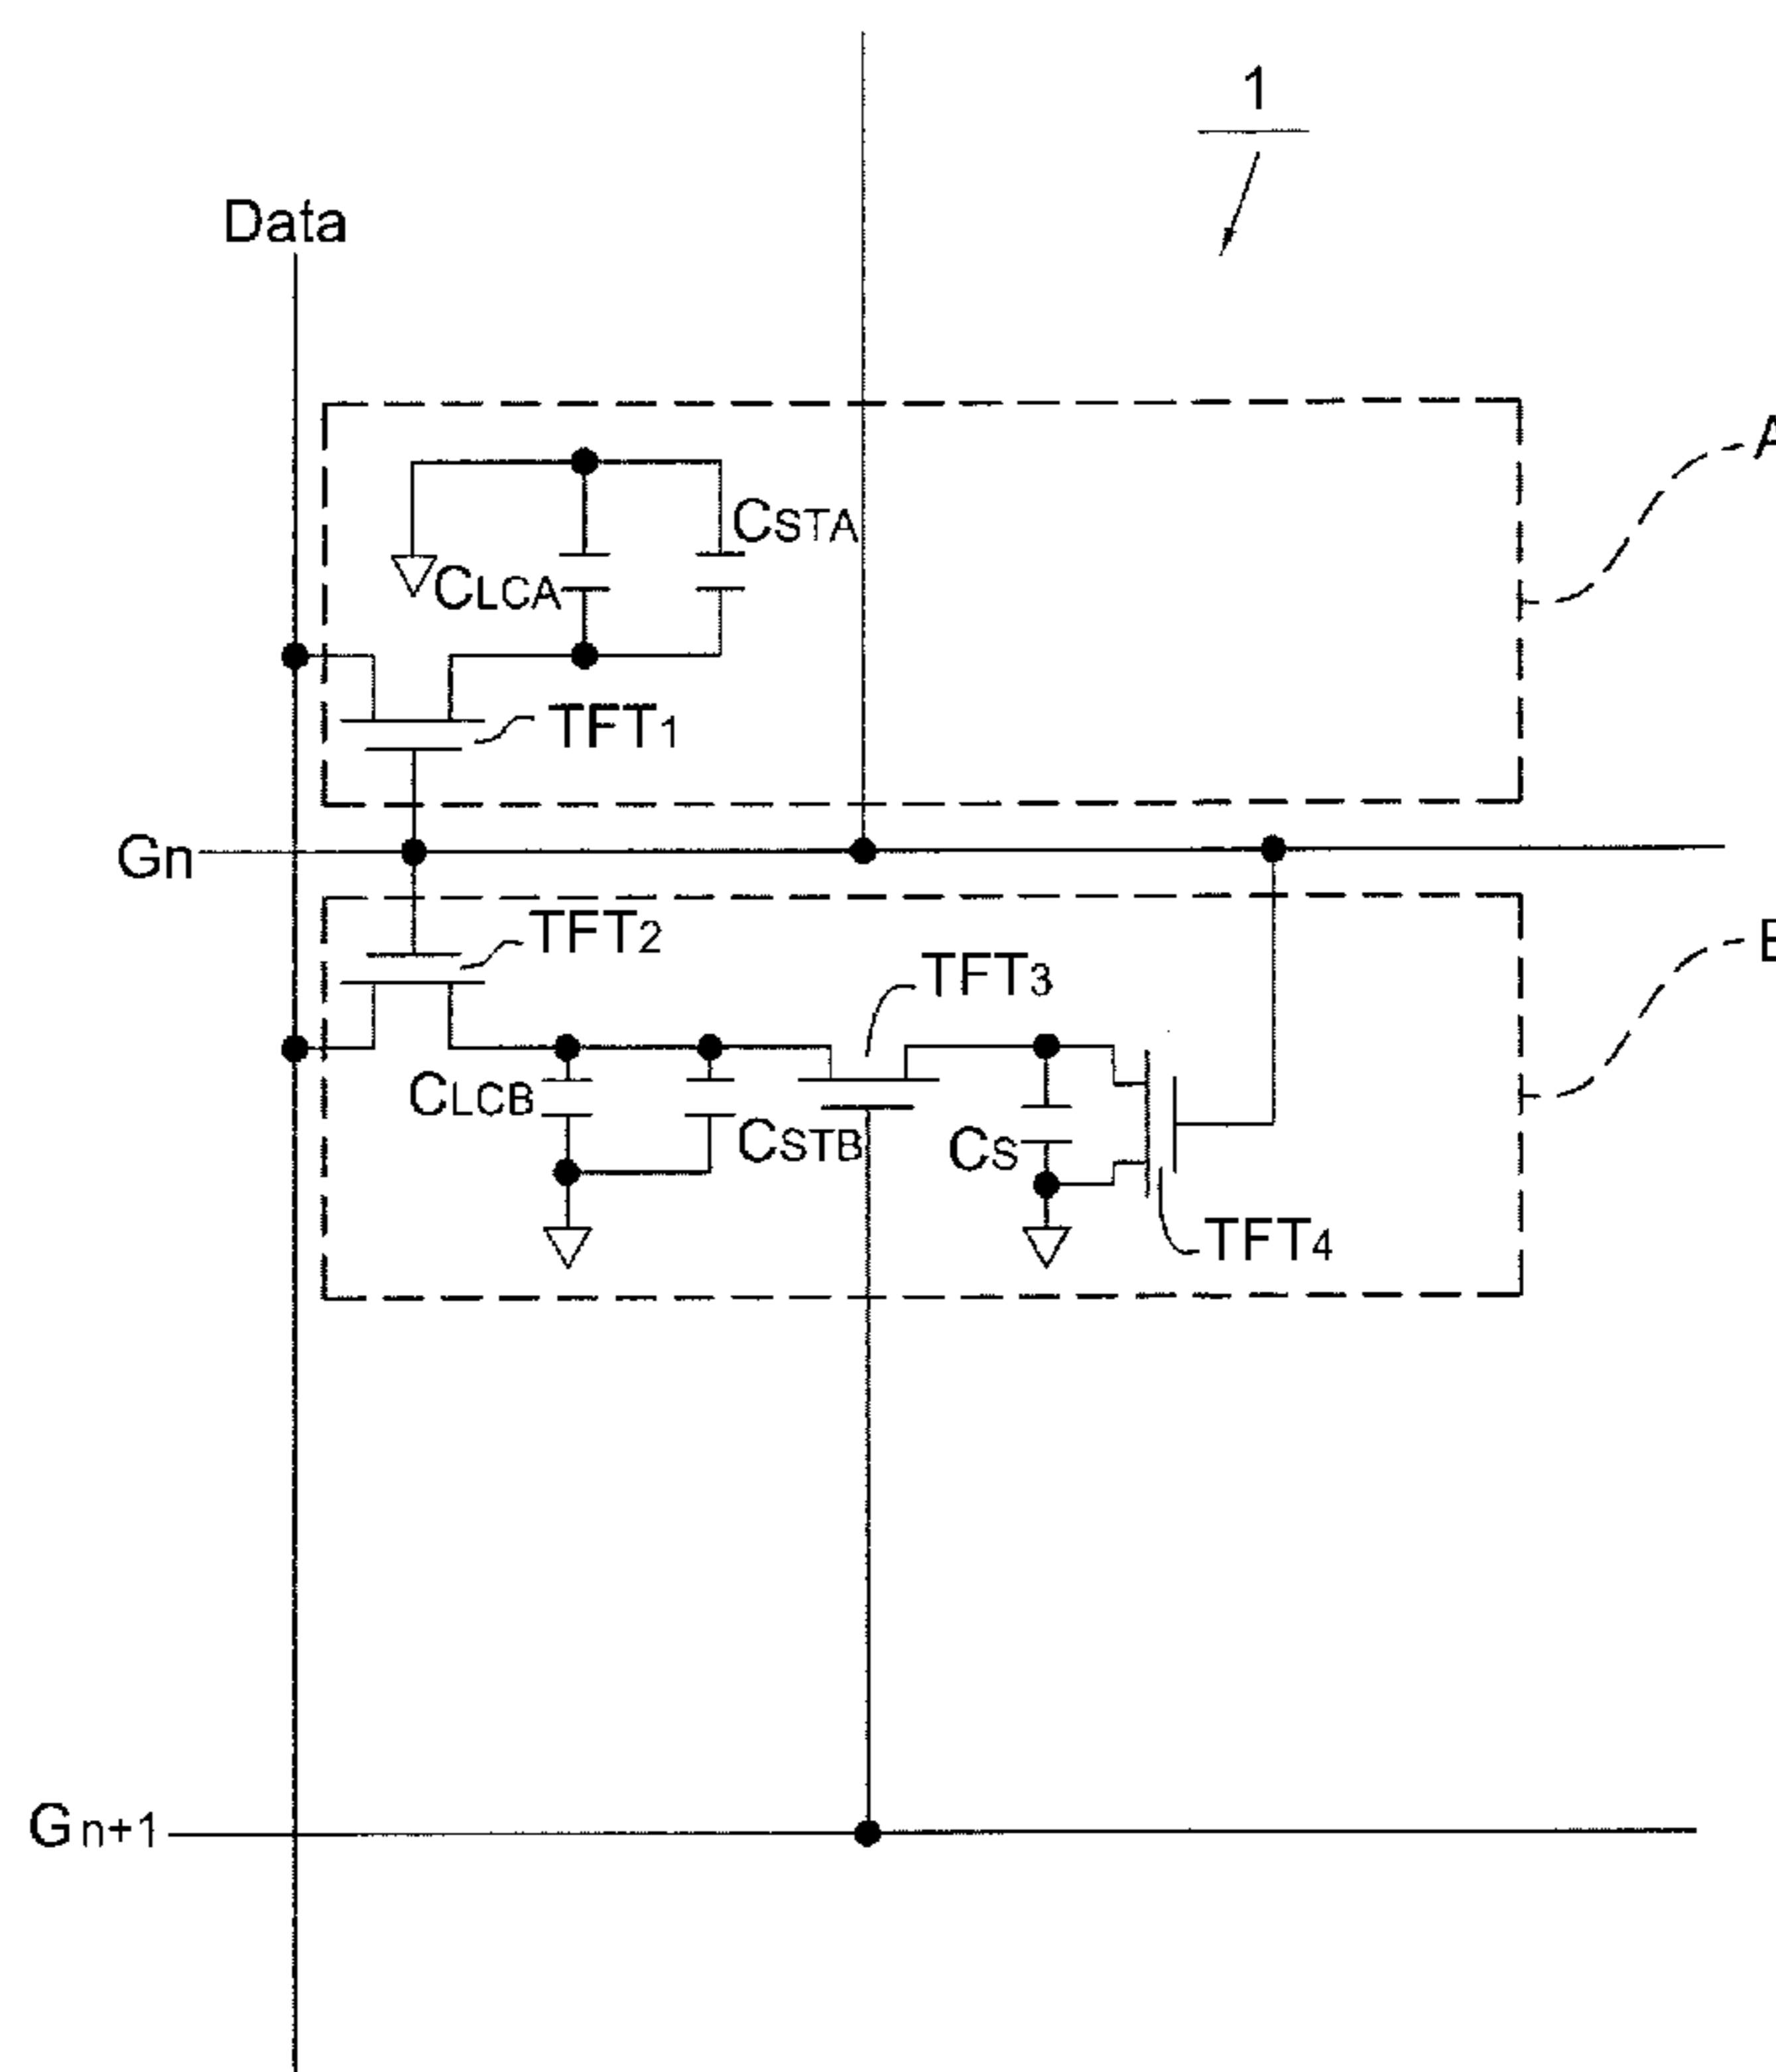 1
Data
A
CSTA
CLCA
TFT1
Gn
TFT2
B
TFT3
CLCB
CSTB
CS
TFT4
Gn+1